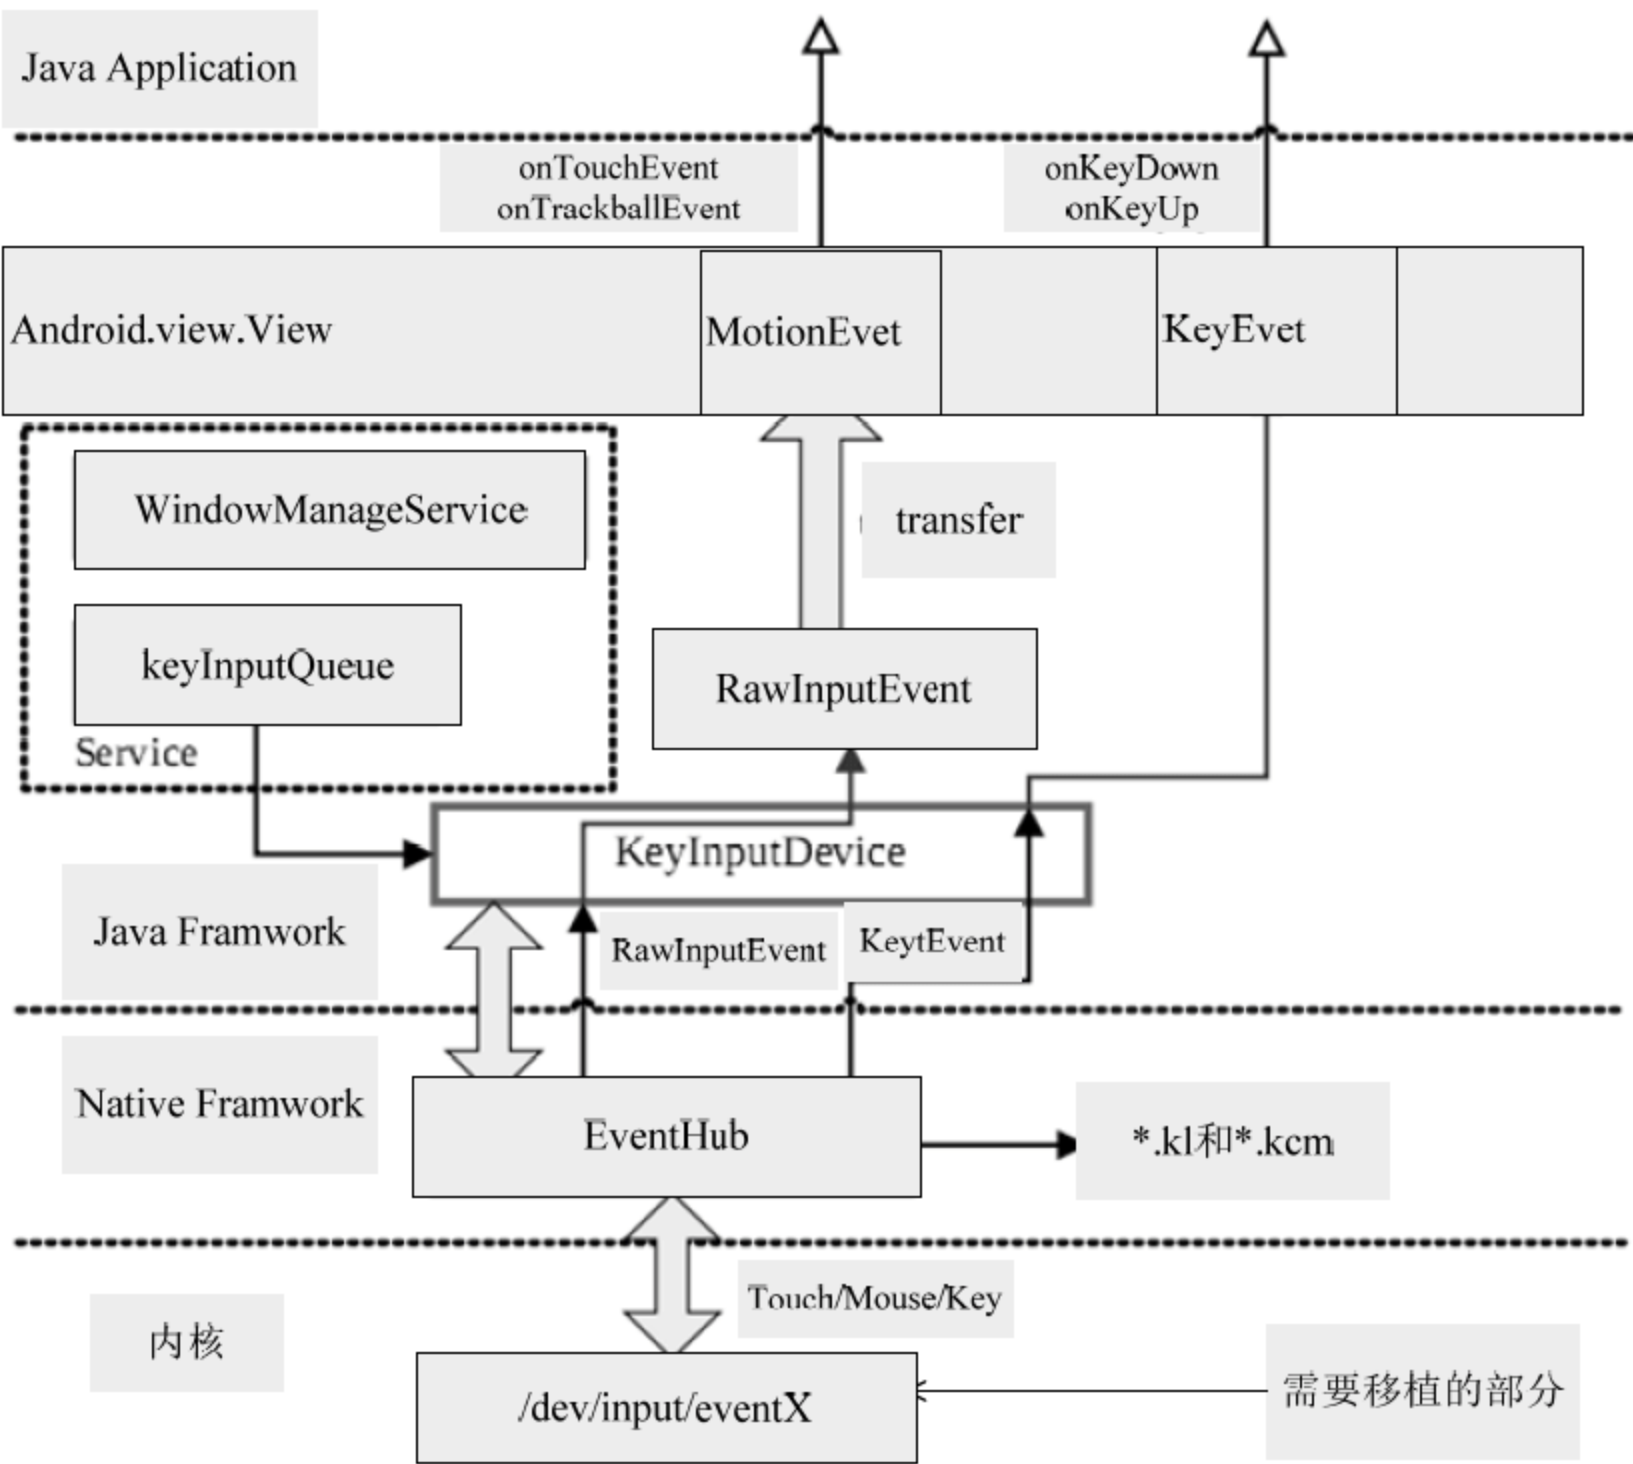 Java Application
onTouchEvent
onTrackballEvent
onKeyDown
onKeyUp
Android.view.View
MotionEvet
KeyEvet
WindowManageService
transfer
keyInputQueue
RawInputEvent
Service
KeyInputDevice
Java Framwork
RawInputEvent
KeytEvent
Native Framwork
EventHub
*.kl和*.kcm
Touch/Mouse/Key
内核
/dev/input/eventX
需要移植的部分